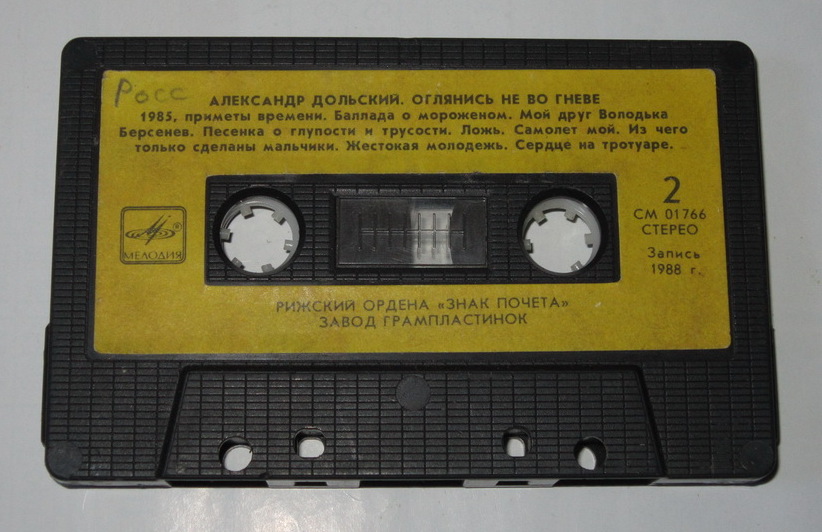 Росс
АЛЕКСАНДР ДОЛЬСКИЙ. ОГЛЯНИСЬ НЕ ВО ГНЕВЕ
1985, приметы времени. Баллада о мороженом. Мой друг Володька
Берсенев. Песенка о глупости и трусости. Ложь. Самолет мой. Из чего
только сделаны мальчики. Жестокая молодежь. Сердце на тротуаре.
2
СМ 01766
СТЕРЕО
Запись
1988 г.
®
МЕЛОДИЯ
РИЖСКИЙ ОРДЕНА «ЗНАК ПОЧЕТА»
ЗАВОД ГРАМПЛАСТИНОК